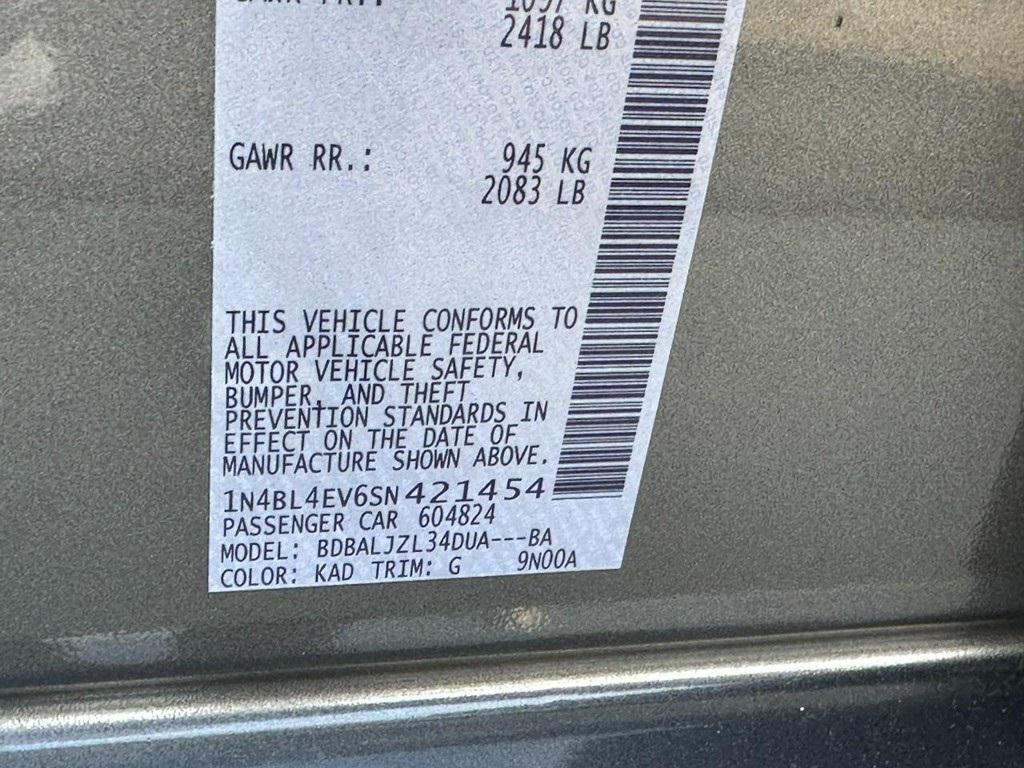 1097 KG
2418 LB
GAWR RR.: 945 KG
2083 LB
THIS VEHICLE CONFORMS TO
ALL APPLICABLE FEDERAL
MOTOR VEHICLE SAFETY,
BUMPER, AND THEFT
PREVENTION STANDARDS IN
EFFECT ON THE DATE OF
MANUFACTURE SHOWN ABOVE.
1N4BL4EV6SN421454
PASSENGER CAR 604824
MODEL: BDBALJZL34DUA---BA
COLOR: KAD TRIM: G 9N00A